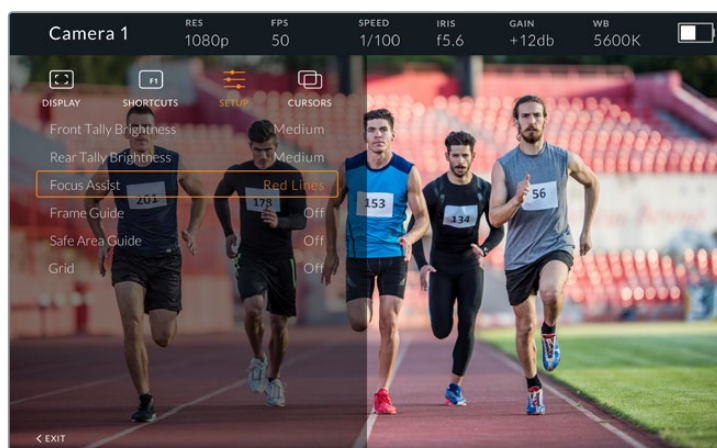 Camera 1
RES
1080p
FPS
50
SPEED
1/100
IRIS
f5.6
GAIN
+12db
WB
5600K
F1
DISPLAY
SHORTCUTS
SETUP
CURSORS
Front Tally Brightness Medium
Rear Tally Brightness Medium
Focus Assist Red Lines
Frame Guide Off
Safe Area Guide Off
Grid Off
201
178
153
134
56
< EXIT